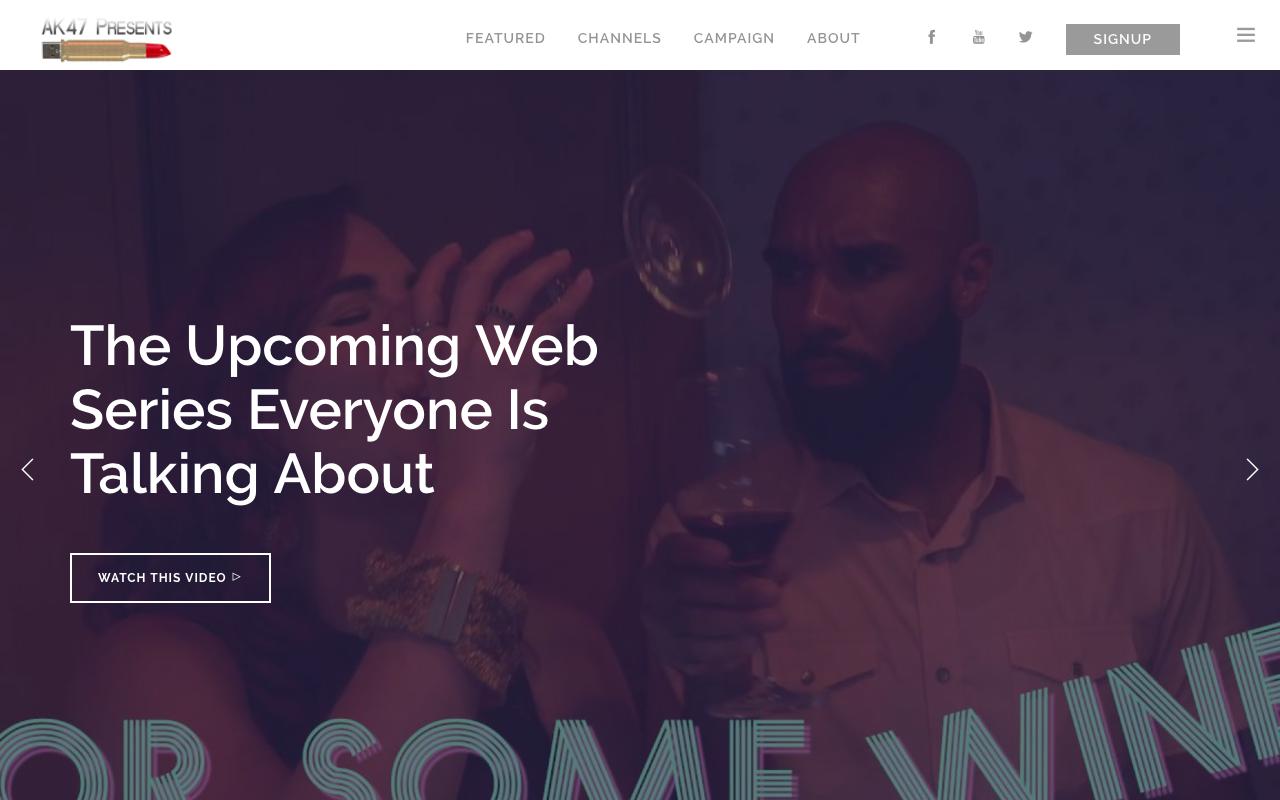 AK47 PRESENTS
FEATURED
CHANNELS
CAMPAIGN
ABOUT
SIGNUP
The Upcoming Web
Series Everyone Is
Talking About
WATCH THIS VIDEO
OR SOME WINE